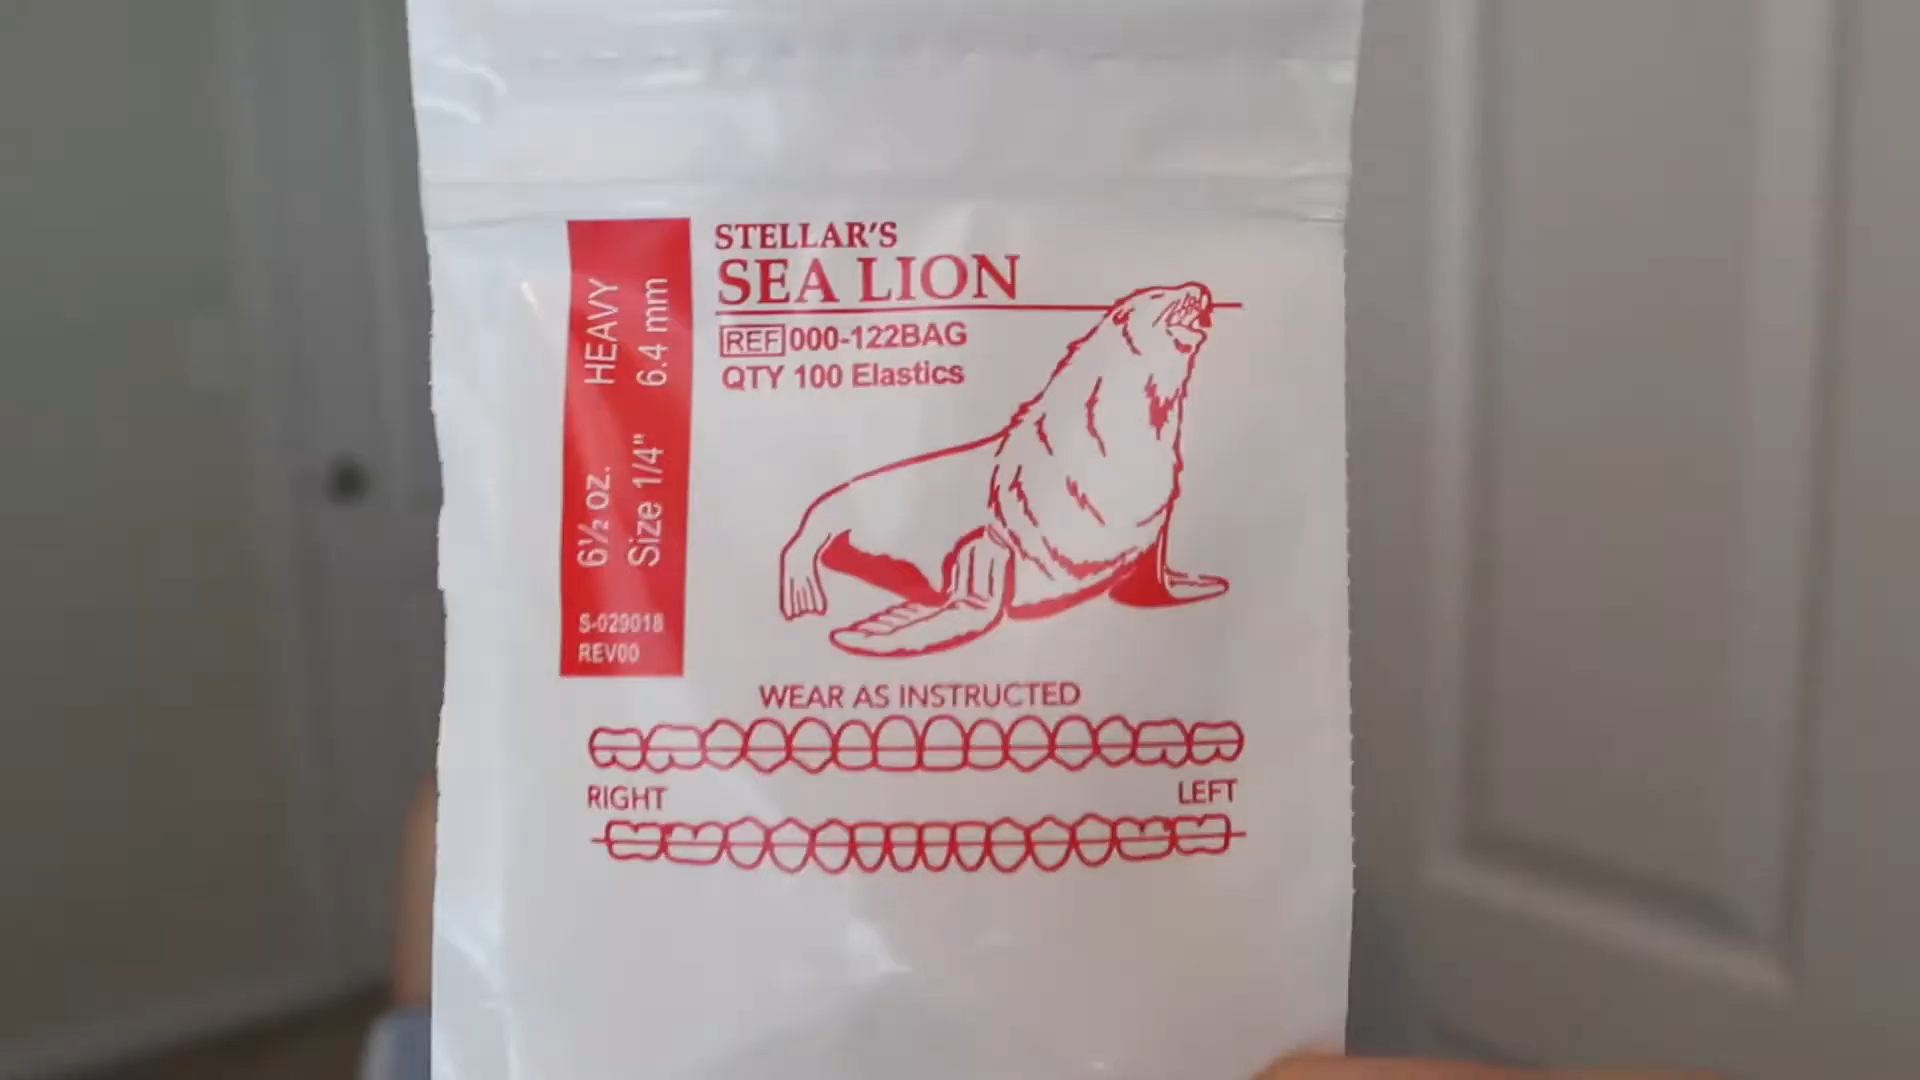 STELLAR'S
SEA LION
REF 000-122BAG
QTY 100 Elastics
6½ oz. HEAVY
Size 1/4" 6.4 mm
S-029018
REV00
WEAR AS INSTRUCTED
RIGHT LEFT